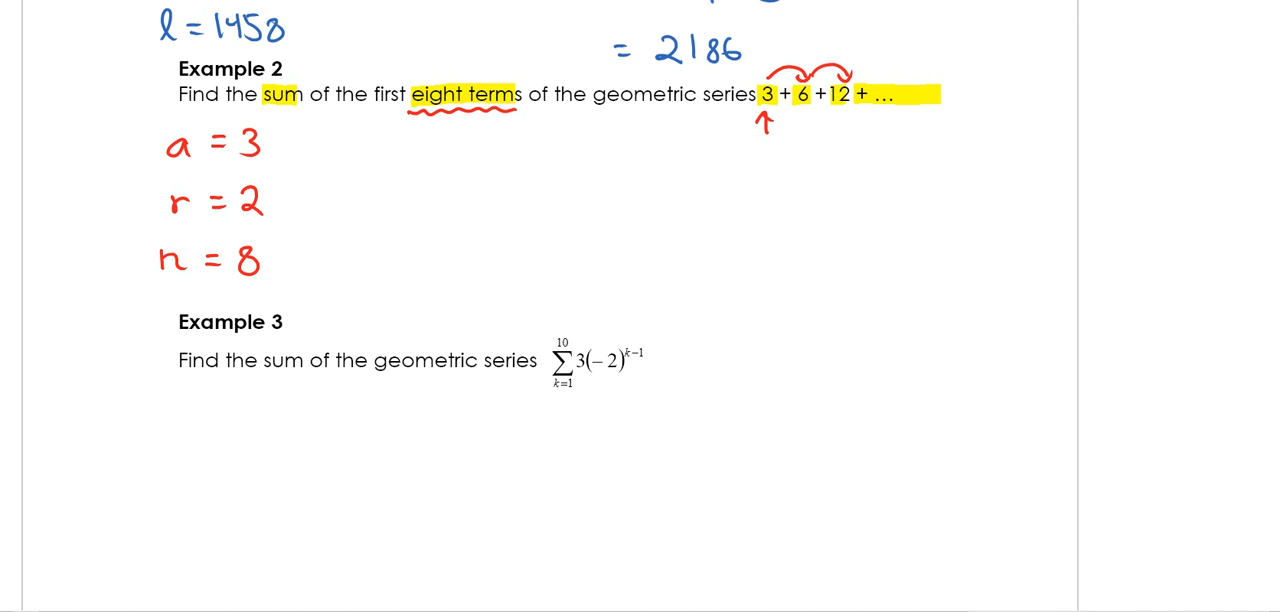 l = 1458
= 2186
Example 2
Find the sum of the first eight terms of the geometric series 3 + 6 + 12 + ...
a = 3
r = 2
n = 8
Example 3
Find the sum of the geometric series \sum_{k=1}^{10} 3(-2)^{k-1}